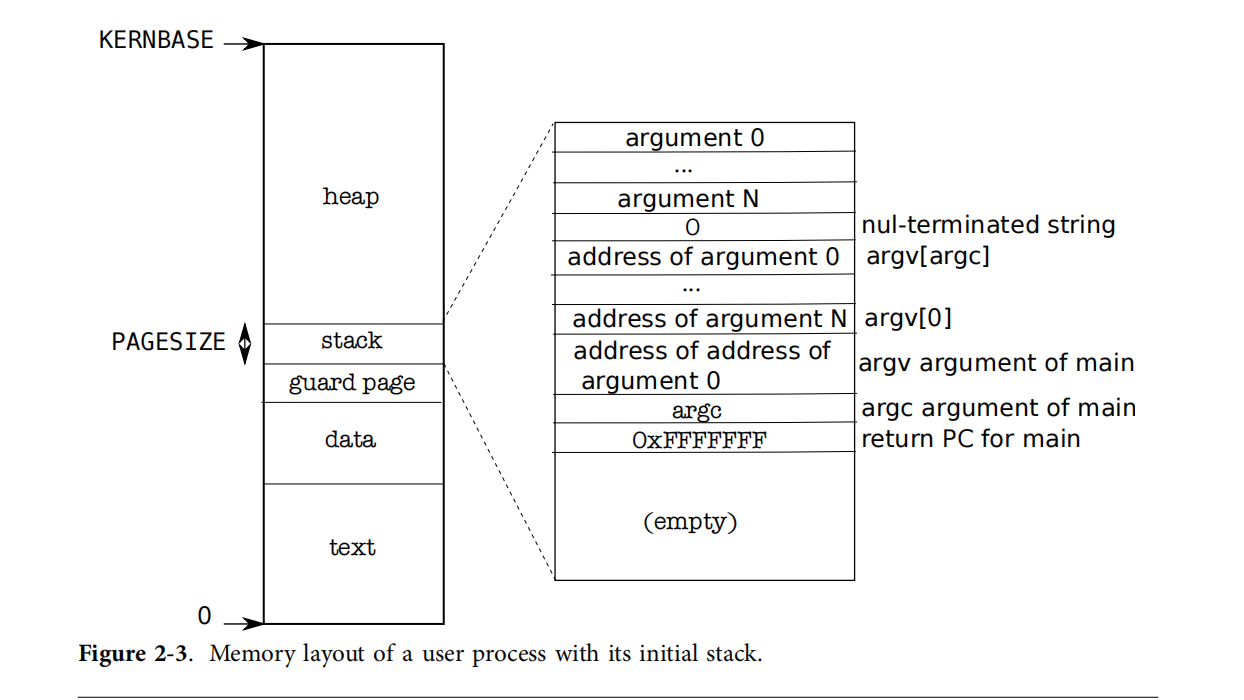 KERNBASE
heap
PAGESIZE
stack
guard page
data
text
0
argument 0
...
argument N
0 nul-terminated string
address of argument 0 argv[argc]
...
address of argument N argv[0]
address of address of
argument 0
argv argument of main
argc argc argument of main
0xFFFFFFF return PC for main
(empty)
Figure 2-3. Memory layout of a user process with its initial stack.